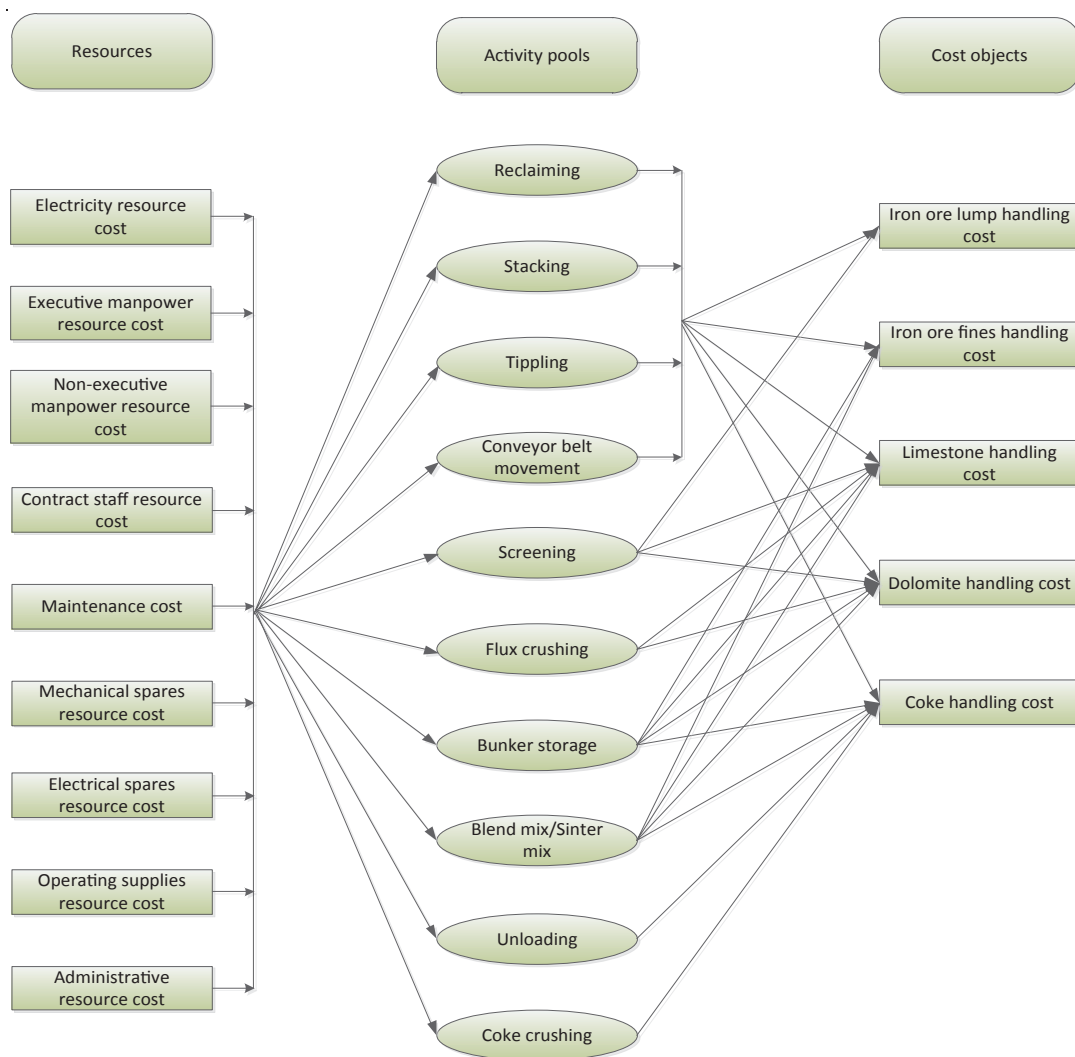 Resources
Activity pools
Cost objects
Electricity resource
cost
Executive manpower
resource cost
Non-executive
manpower resource
cost
Contract staff resource
cost
Maintenance cost
Mechanical spares
resource cost
Electrical spares
resource cost
Operating supplies
resource cost
Administrative
resource cost
Reclaiming
Stacking
Tippling
Conveyor belt
movement
Screening
Flux crushing
Bunker storage
Blend mix/Sinter
mix
Unloading
Coke crushing
Iron ore lump handling
cost
Iron ore fines handling
cost
Limestone handling
cost
Dolomite handling cost
Coke handling cost